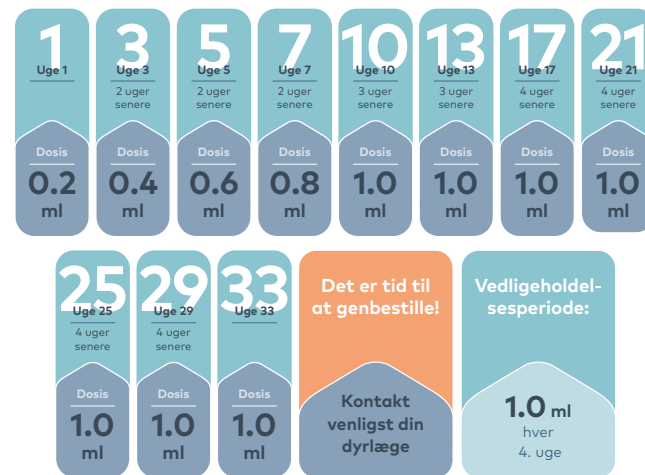 1
Uge 1
Dosis
0.2
ml
3
Uge 3
2 uger
senere
Dosis
0.4
ml
5
Uge 5
2 uger
senere
Dosis
0.6
ml
7
Uge 7
2 uger
senere
Dosis
0.8
ml
10
Uge 10
3 uger
senere
Dosis
1.0
ml
13
Uge 13
3 uger
senere
Dosis
1.0
ml
17
Uge 17
4 uger
senere
Dosis
1.0
ml
21
Uge 21
4 uger
senere
Dosis
1.0
ml
25
Uge 25
4 uger
senere
Dosis
1.0
ml
29
Uge 29
4 uger
senere
Dosis
1.0
ml
33
Uge 33
Dosis
1.0
ml
Det er tid til
at genbestille!
Kontakt
venligst din
dyrlæge
Vedligeholdel-
sesperiode:
1.0 ml
hver
4. uge